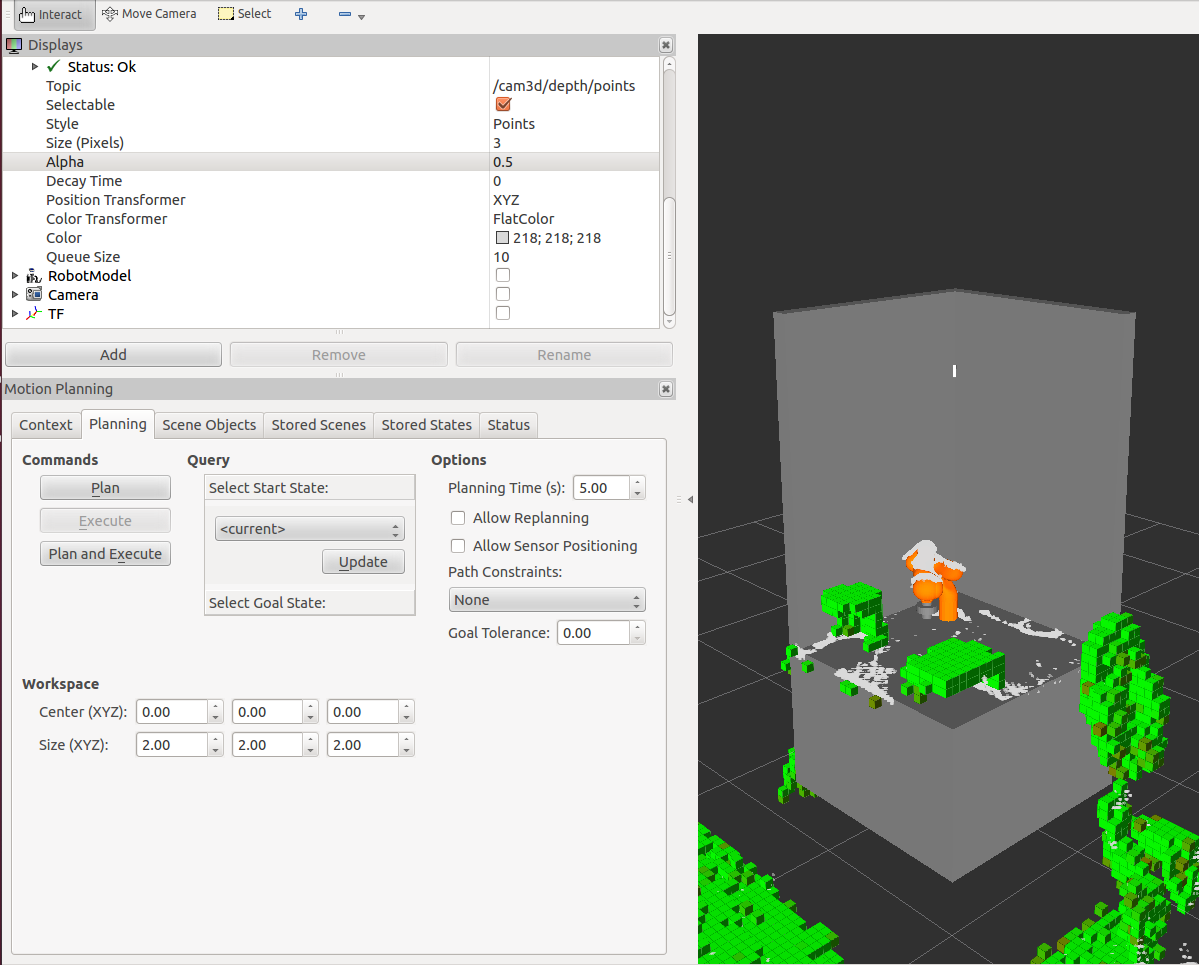 Interact Move Camera Select
Displays
Status: Ok
Topic /cam3d/depth/points
Selectable
Style Points
Size (Pixels) 3
Alpha 0.5
Decay Time 0
Position Transformer XYZ
Color Transformer FlatColor
Color 218; 218; 218
Queue Size 10
RobotModel
Camera
TF
Add Remove Rename
Motion Planning
Context Planning Scene Objects Stored Scenes Stored States Status
Commands Query Options
Plan Select Start State: Planning Time (s): 5.00
Execute <current> Allow Replanning
Plan and Execute Update Allow Sensor Positioning
Path Constraints:
Select Goal State: None
Goal Tolerance: 0.00
Workspace
Center (XYZ): 0.00 0.00 0.00
Size (XYZ): 2.00 2.00 2.00